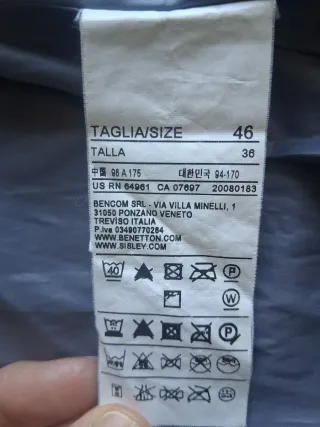 TAGLIA/SIZE 46
TALLA 36
中國 98 A 175 대한민국 94-170
US RN 64961 CA 07697 20080183
BENCOM SRL - VIA VILLA MINELLI, 1
31050 PONZANO VENETO
TREVISO ITALIA
P.iva 03490770264
WWW.BENETTON.COM
WWW.SISLEY.COM
40 P
W
P